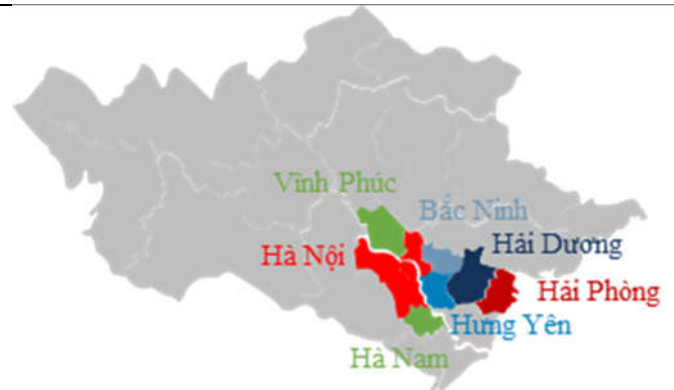 Vĩnh Phúc
Bắc Ninh
Hà Nội
Hải Dương
Hải Phòng
Hưng Yên
Hà Nam